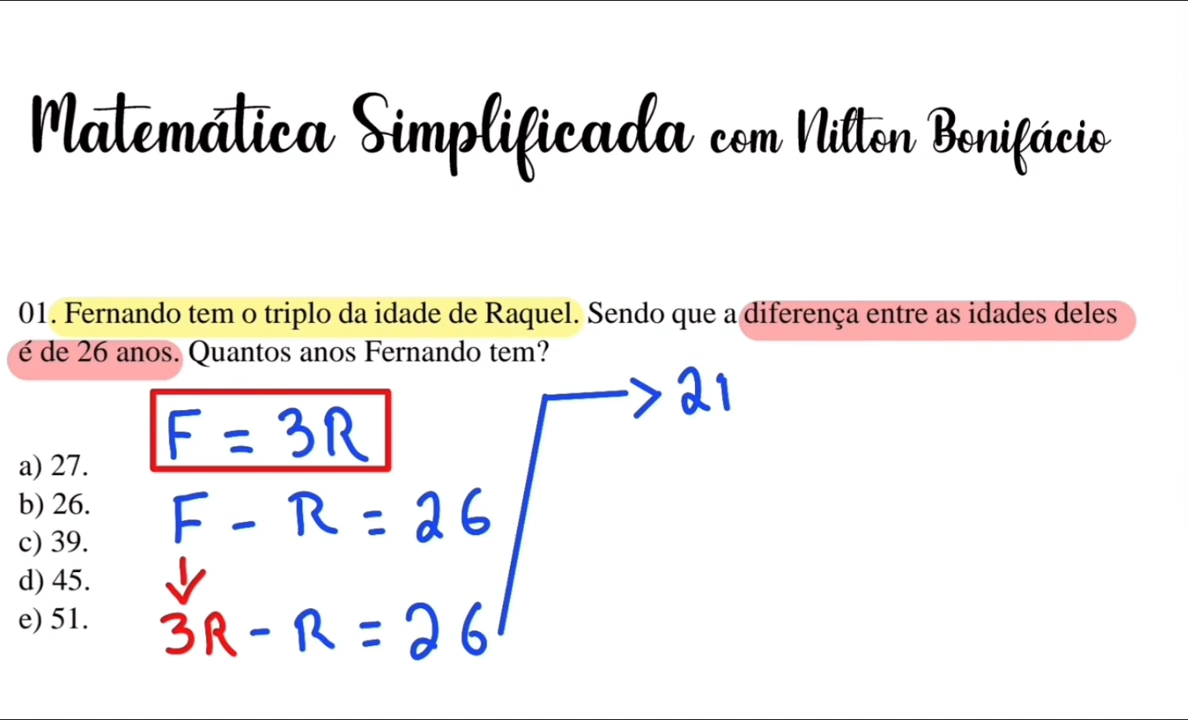 Matemática Simplificada com Nilton Bonifácio
01. Fernando tem o triplo da idade de Raquel. Sendo que a diferença entre as idades deles
é de 26 anos. Quantos anos Fernando tem?
F = 3R
a) 27.
F - R = 26
b) 26.
c) 39.
d) 45.
e) 51.
3R - R = 26
> 21